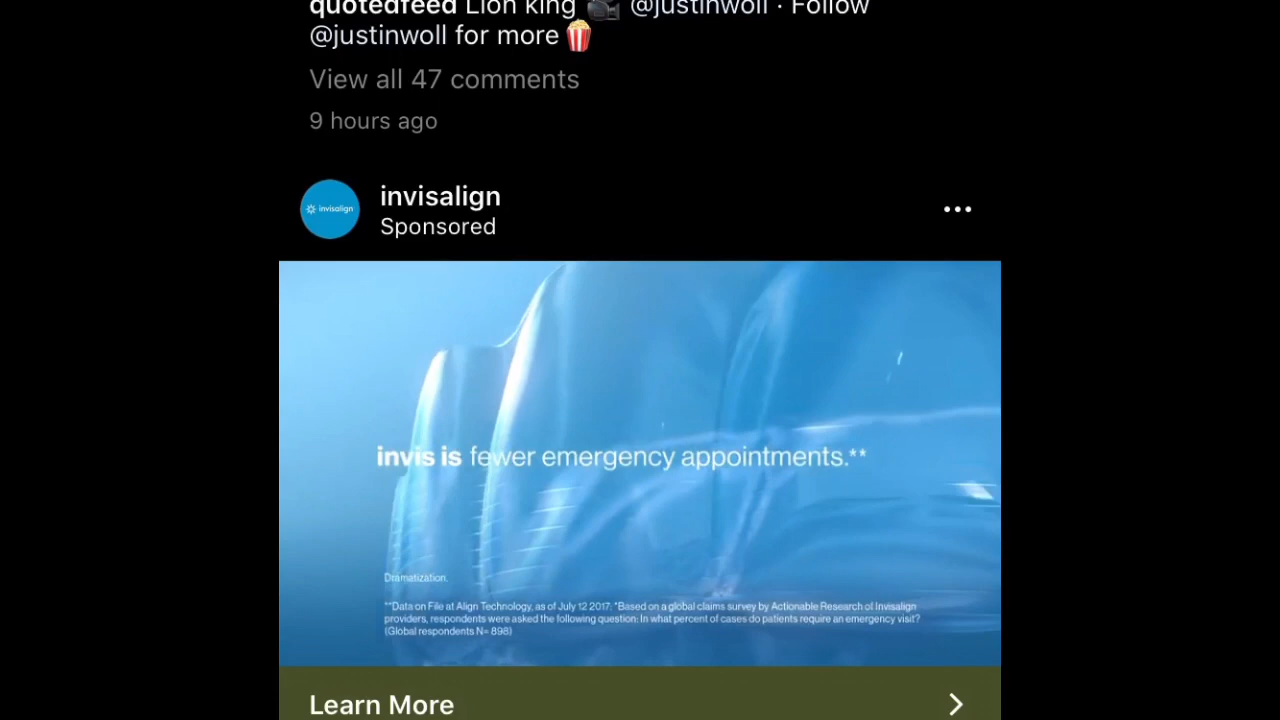 quotedfeed Lion king 🎥 @justinwoll · Follow
@justinwoll for more🍿
View all 47 comments
9 hours ago
invisalign
invisalign
Sponsored
invis is fewer emergency appointments.**
Dramatization.
**Data on File at Align Technology, as of July 12 2017: "Based on a global claims survey by Actionable Research of Invisalign
providers, respondents were asked the following question: In what percent of cases do patients require an emergency visit?
(Global respondents N= 898)
Learn More